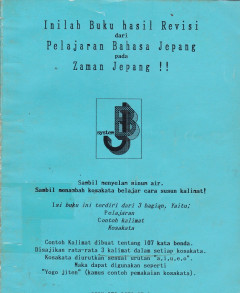 Inilah Buku hasil Revisi
dari
Pelajaran Bahasa Jepang
pada
Zaman Jepang !!
system
Sambil menyelam minum air.
Sambil menambah kosakata belajar cara susun kalimat!
Isi buku ini terdiri dari 3 bagian, Yaitu:
Pelajaran
Contoh kalimat
Kosakata
Contoh Kalimat dibuat tentang 107 kata benda.
Disajikan rata-rata 3 kalimat dalam setiap kosakata.
Kosakata diurutkan sesuai urutan "a,i,u,e,o".
Maka dapat digunakan seperti
"Yogo jiten" (kamus contoh pemakaian kosakata).